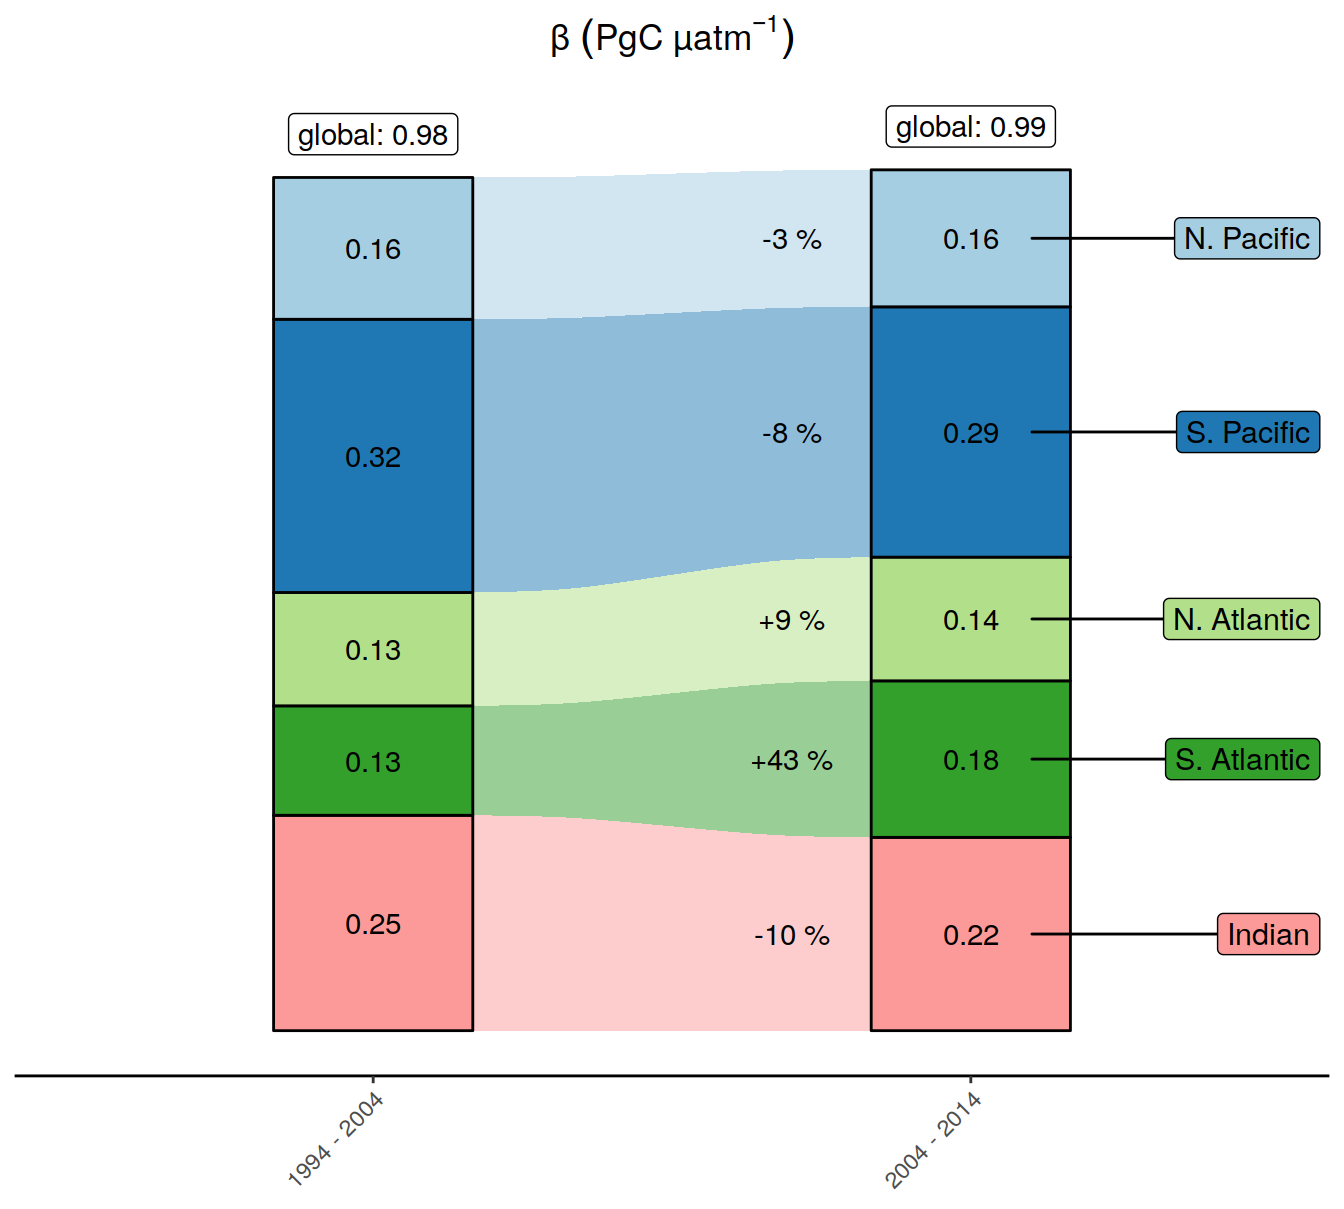 β (PgC µatm⁻¹)
global: 0.98
global: 0.99
0.16
-3 %
0.16
N. Pacific
0.32
-8 %
0.29
S. Pacific
0.13
+9 %
0.14
N. Atlantic
0.13
+43 %
0.18
S. Atlantic
0.25
-10 %
0.22
Indian
1994 - 2004
2004 - 2014